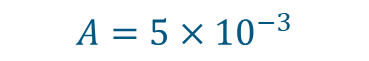 A = 5 × 10⁻³